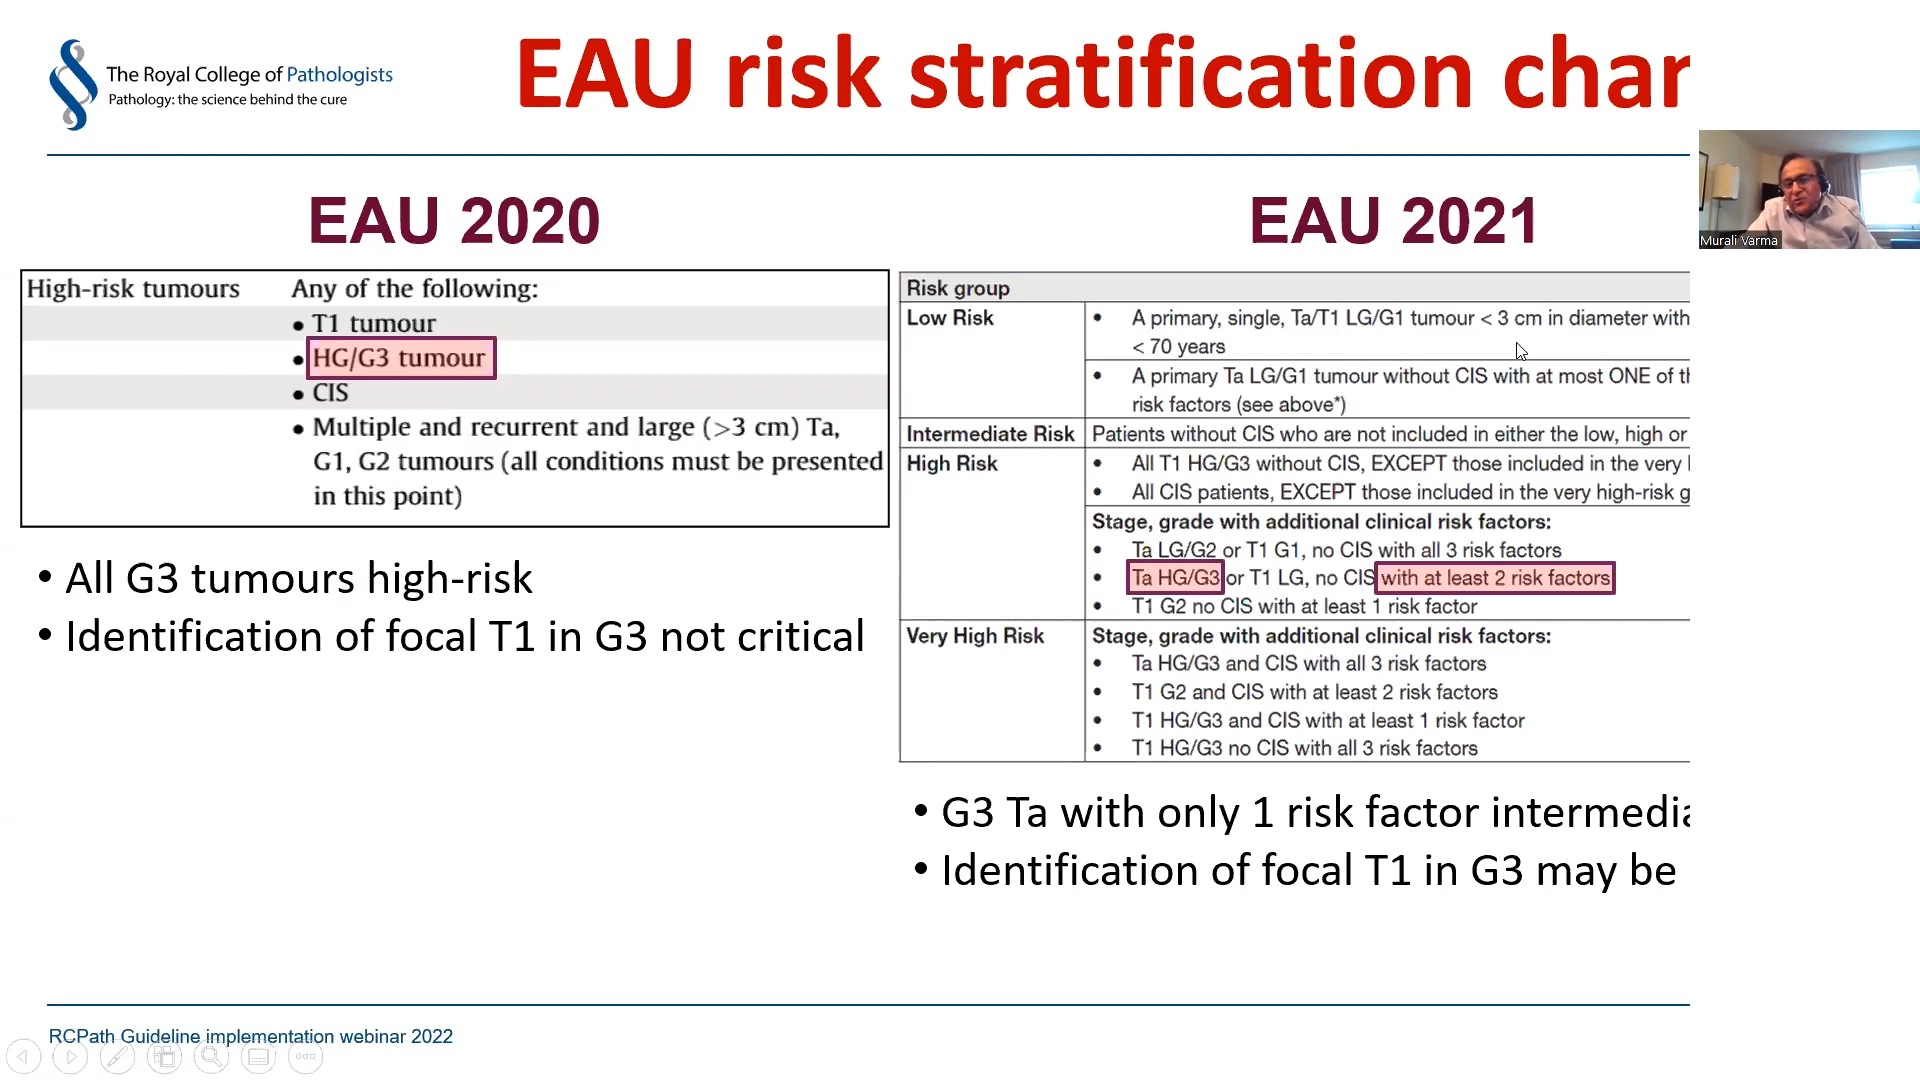 The Royal College of Pathologists
Pathology: the science behind the cure
EAU risk stratification char
EAU 2020
High-risk tumours Any of the following:
• T1 tumour
• HG/G3 tumour
• CIS
• Multiple and recurrent and large (>3 cm) Ta,
G1, G2 tumours (all conditions must be presented
in this point)
• All G3 tumours high-risk
• Identification of focal T1 in G3 not critical
EAU 2021
Risk group
Low Risk • A primary, single, Ta/T1 LG/G1 tumour < 3 cm in diameter with
< 70 years
• A primary Ta LG/G1 tumour without CIS with at most ONE of th
risk factors (see above*)
Intermediate Risk Patients without CIS who are not included in either the low, high or
High Risk • All T1 HG/G3 without CIS, EXCEPT those included in the very
• All CIS patients, EXCEPT those included in the very high-risk g
Stage, grade with additional clinical risk factors:
• Ta LG/G2 or T1 G1, no CIS with all 3 risk factors
• Ta HG/G3 or T1 LG, no CIS with at least 2 risk factors
• T1 G2 no CIS with at least 1 risk factor
Very High Risk Stage, grade with additional clinical risk factors:
• Ta HG/G3 and CIS with all 3 risk factors
• T1 G2 and CIS with at least 2 risk factors
• T1 HG/G3 and CIS with at least 1 risk factor
• T1 HG/G3 no CIS with all 3 risk factors
• G3 Ta with only 1 risk factor intermedia
• Identification of focal T1 in G3 may be
Murali Varma
RCPath Guideline implementation webinar 2022